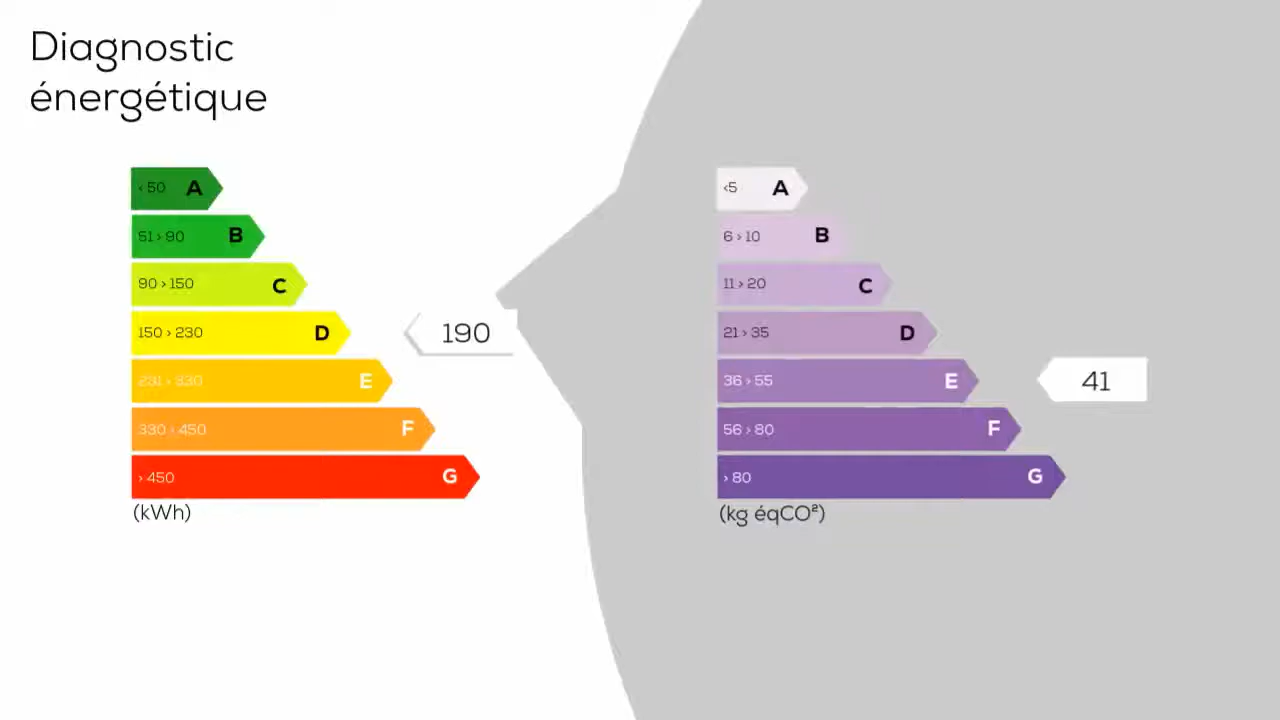 Diagnostic
énergétique
< 50 A
51 > 90 B
90 > 150 C
150 > 230 D
231 > 330 E
330 > 450 F
> 450 G
(kWh)
190
<5 A
6 > 10 B
11 > 20 C
21 > 35 D
36 > 55 E
56 > 80 F
> 80 G
(kg éqCO²)
41